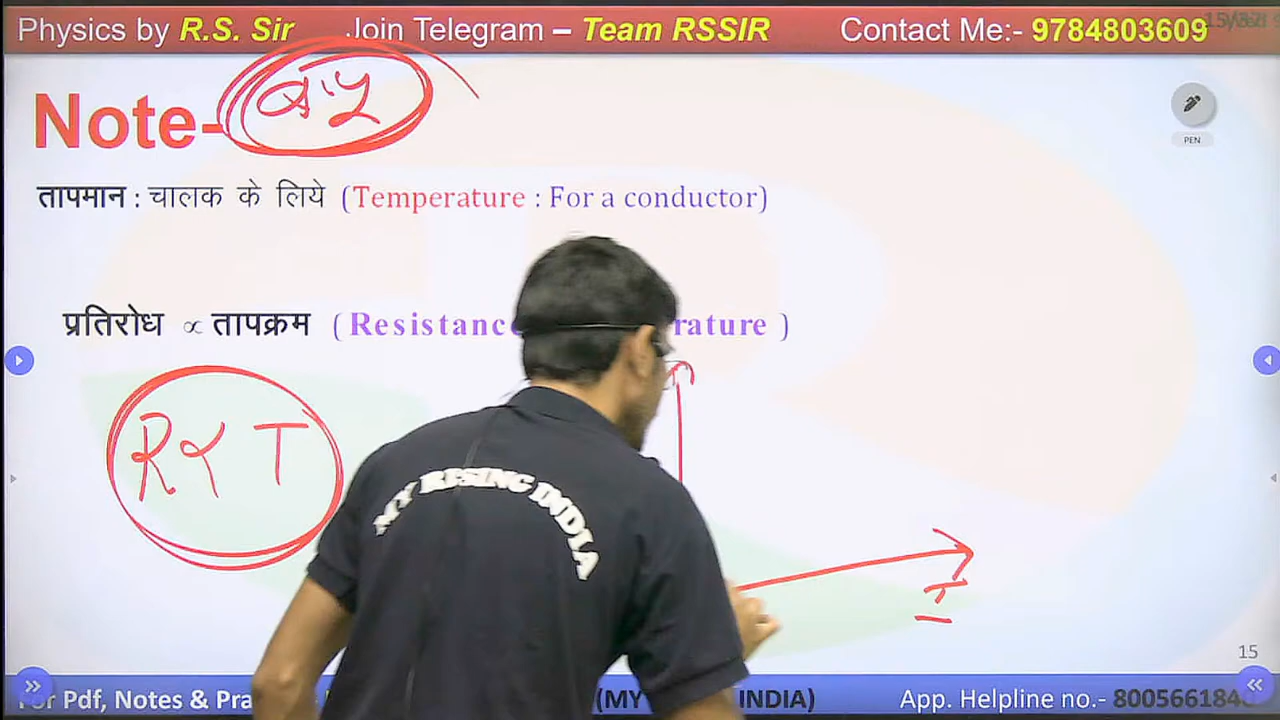 Physics by R.S. Sir Join Telegram – Team RSSIR Contact Me:- 9784803609
Note-
PEN
तापमान : चालक के लिये (Temperature : For a conductor)
प्रतिरोध ∝ तापक्रम ( Resistanc rature )
R ∝ T
MY RISING INDIA
T
15
For Pdf, Notes & Pra (MY INDIA) App. Helpline no.- 800566184